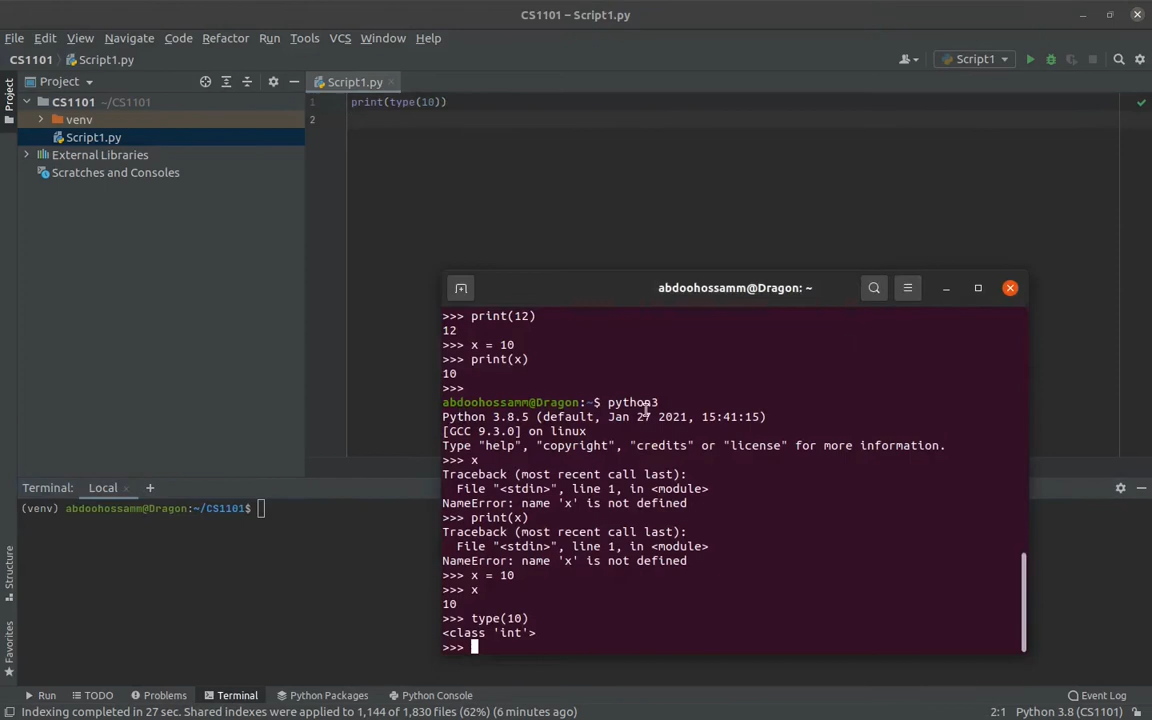 CS1101 – Script1.py
File Edit View Navigate Code Refactor Run Tools VCS Window Help
CS1101 Script1.py
Script1
Project
Script1.py
Project
CS1101 ~/CS1101
venv
Script1.py
External Libraries
Scratches and Consoles
1 print(type(10))
2
abdoohossamm@Dragon: ~
>>> print(12)
12
>>> x = 10
>>> print(x)
10
>>>
abdoohossamm@Dragon:~$ python3
Python 3.8.5 (default, Jan 27 2021, 15:41:15)
[GCC 9.3.0] on linux
Type "help", "copyright", "credits" or "license" for more information.
>>> x
Traceback (most recent call last):
File "<stdin>", line 1, in <module>
NameError: name 'x' is not defined
>>> print(x)
Traceback (most recent call last):
File "<stdin>", line 1, in <module>
NameError: name 'x' is not defined
>>> x = 10
>>> x
10
>>> type(10)
<class 'int'>
>>>
Terminal: Local
(venv) abdoohossamm@Dragon:~/CS1101$
Structure
Favorites
Run TODO Problems Terminal Python Packages Python Console Event Log
Indexing completed in 27 sec. Shared indexes were applied to 1,144 of 1,830 files (62%) (6 minutes ago) 2:1 Python 3.8 (CS1101)